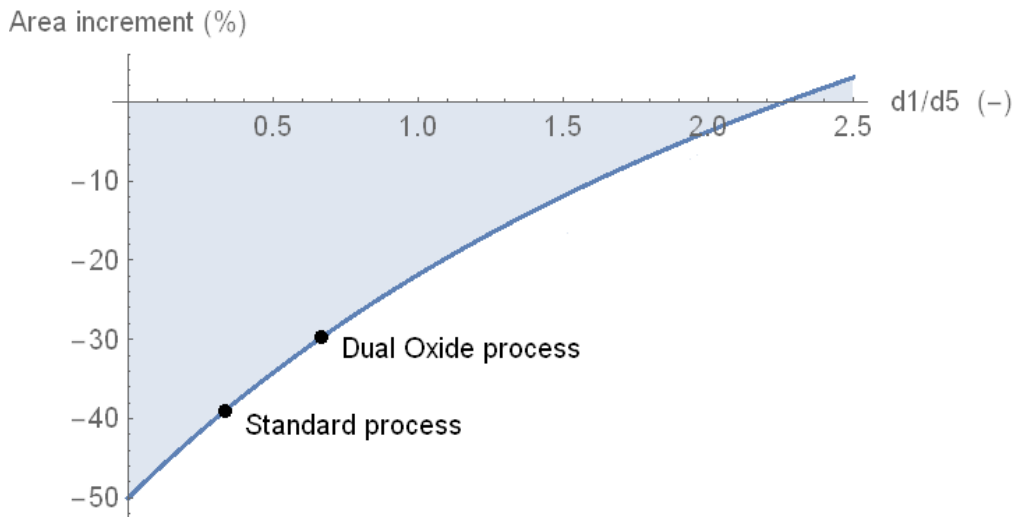 Area increment (%)
d1/d5 (−)
0.5 1.0 1.5 2.0 2.5
−10
−20
−30
Dual Oxide process
−40
Standard process
−50